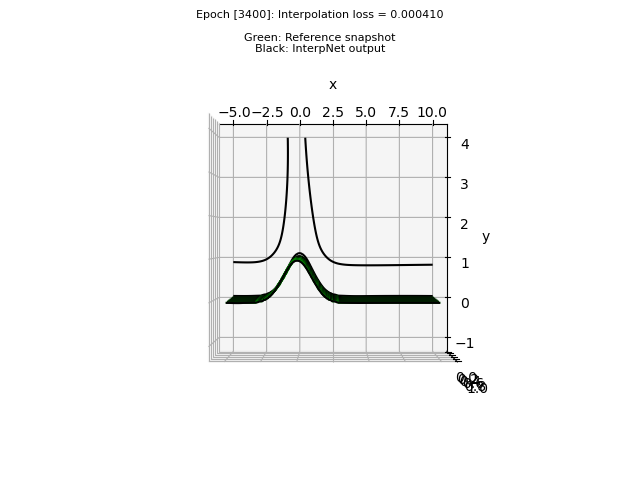 Epoch [3400]: Interpolation loss = 0.000410
Green: Reference snapshot
Black: InterpNet output
x
−5.0 −2.5 0.0 2.5 5.0 7.5 10.0
4
3
2
y
1
0
−1